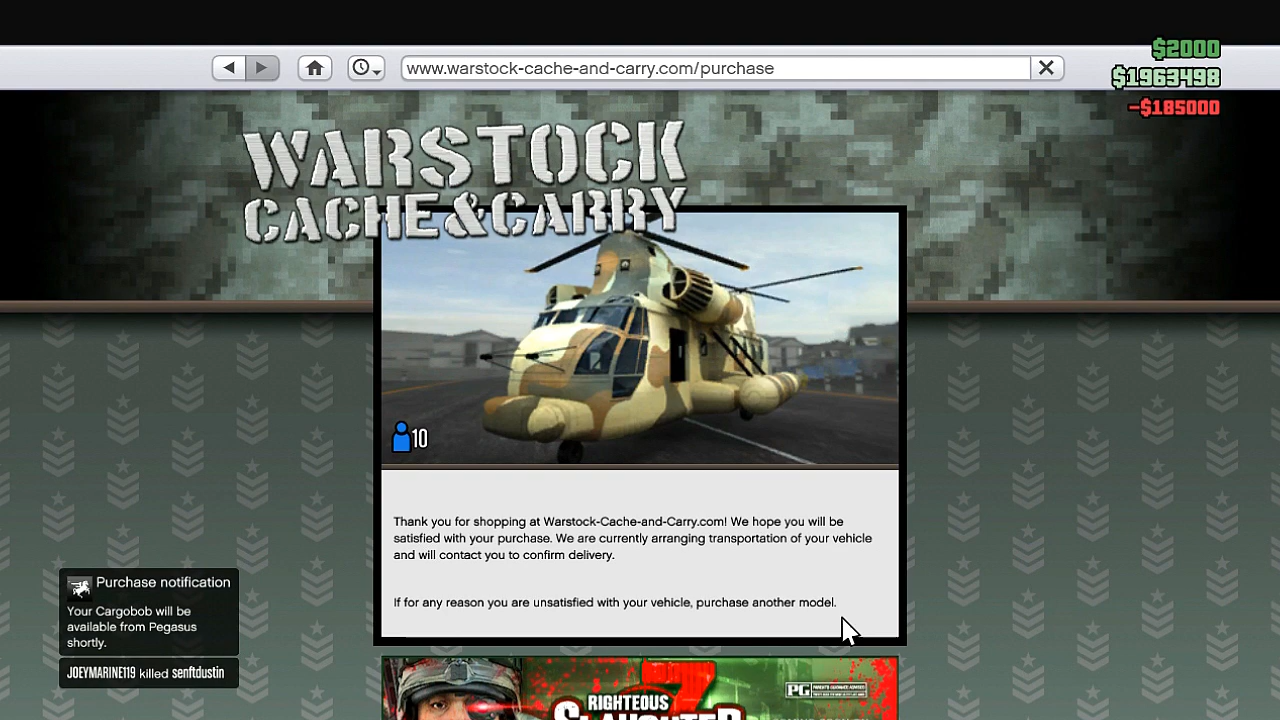 www.warstock-cache-and-carry.com/purchase
$2000
$1963498
-$185000
WARSTOCK
CACHE&CARRY
10
Thank you for shopping at Warstock-Cache-and-Carry.com! We hope you will be
satisfied with your purchase. We are currently arranging transportation of your vehicle
and will contact you to confirm delivery.
If for any reason you are unsatisfied with your vehicle, purchase another model.
Purchase notification
Your Cargobob will be
available from Pegasus
shortly.
JOEYMARINE119 killed senftdustin
RIGHTEOUS
SLAUGHTER
7
PG